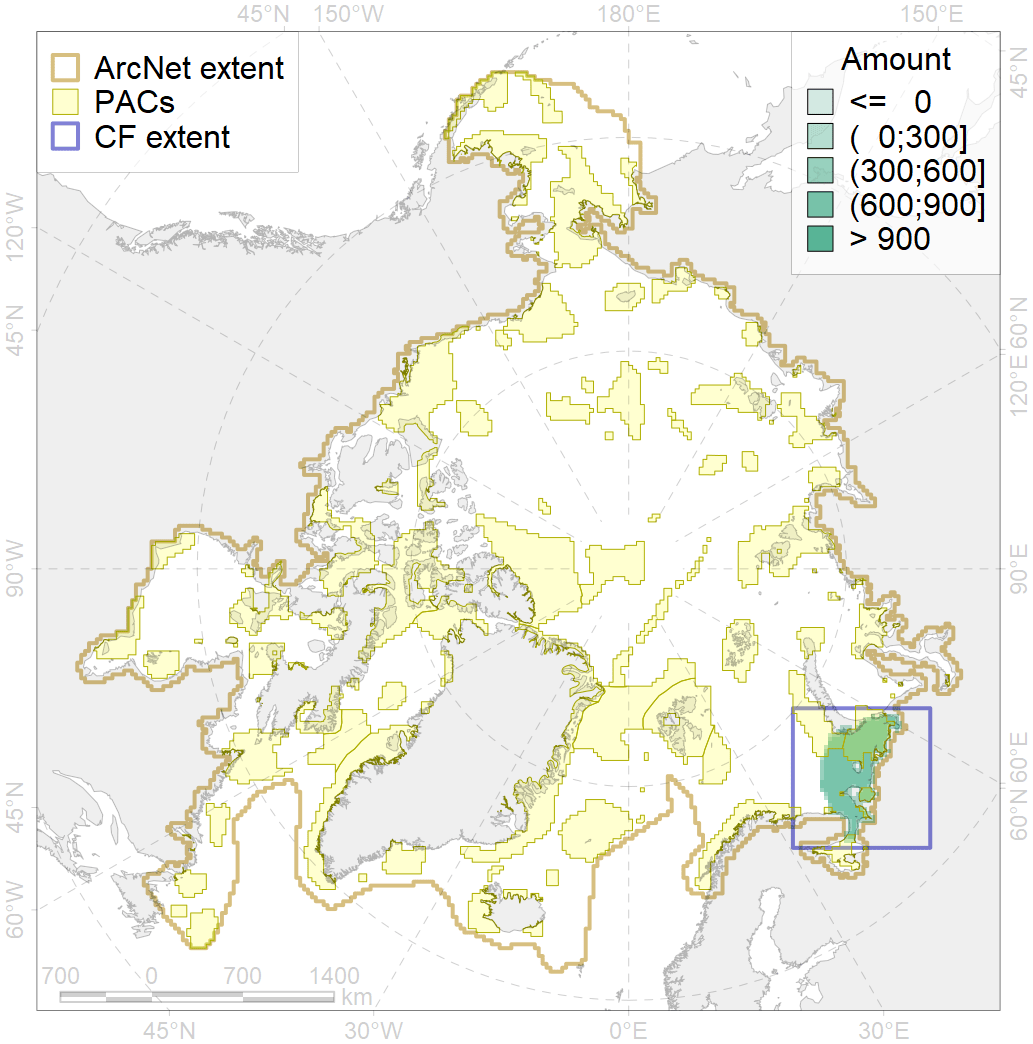 45°N 150°W 180°E 150°E
ArcNet extent
PACs
CF extent
Amount
<= 0
( 0;300]
(300;600]
(600;900]
> 900
45°N
120°W
45°N
60°N
120°E
90°W
90°E
60°E
45°N
60°N
60°W
700 0 700 1400
km
45°W 30°W 0°E 30°E